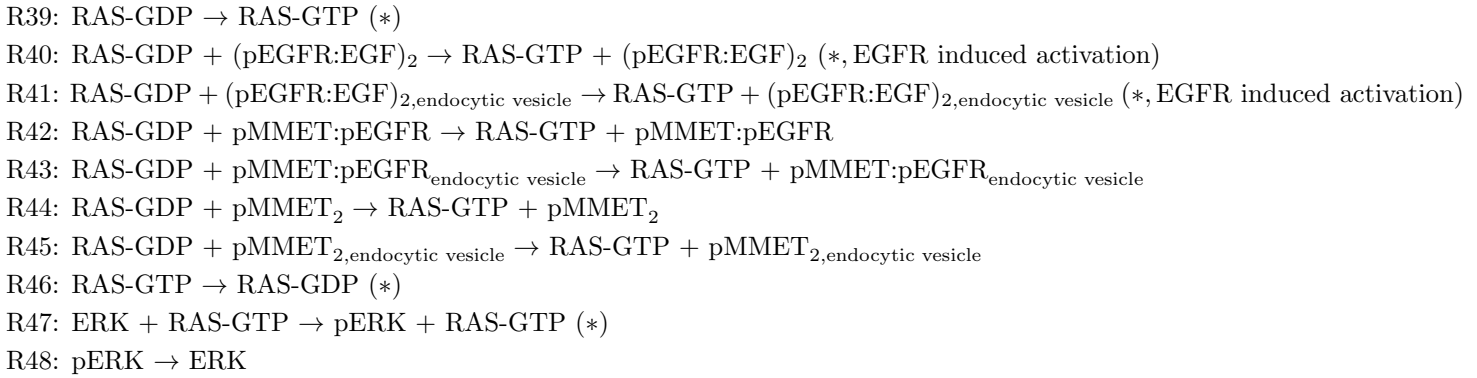 R39: RAS-GDP → RAS-GTP (∗)
R40: RAS-GDP + (pEGFR:EGF)₂ → RAS-GTP + (pEGFR:EGF)₂ (∗, EGFR induced activation)
R41: RAS-GDP + (pEGFR:EGF)₂,endocytic vesicle → RAS-GTP + (pEGFR:EGF)₂,endocytic vesicle (∗, EGFR induced activation)
R42: RAS-GDP + pMMET:pEGFR → RAS-GTP + pMMET:pEGFR
R43: RAS-GDP + pMMET:pEGFRendocytic vesicle → RAS-GTP + pMMET:pEGFRendocytic vesicle
R44: RAS-GDP + pMMET₂ → RAS-GTP + pMMET₂
R45: RAS-GDP + pMMET₂,endocytic vesicle → RAS-GTP + pMMET₂,endocytic vesicle
R46: RAS-GTP → RAS-GDP (∗)
R47: ERK + RAS-GTP → pERK + RAS-GTP (∗)
R48: pERK → ERK